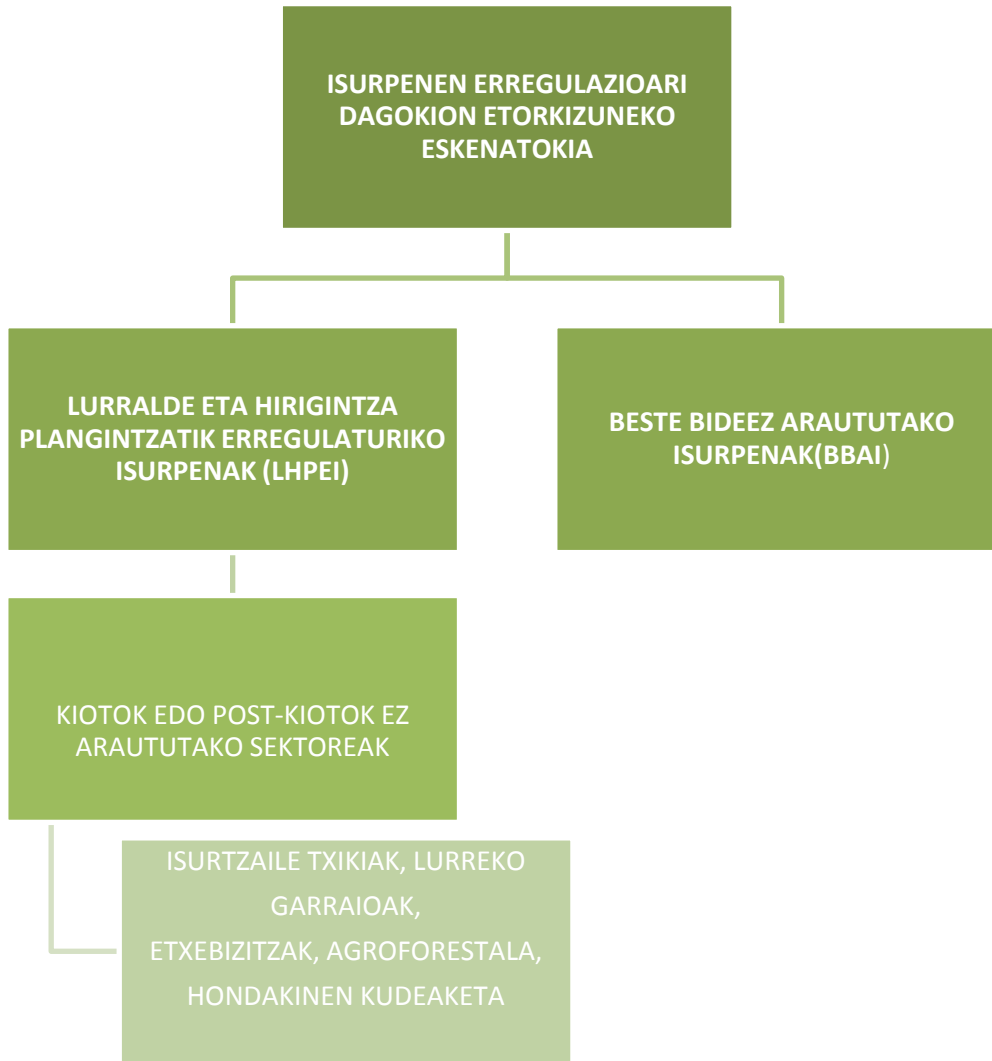 ISURPENEN ERREGULAZIOARI
DAGOKION ETORKIZUNEKO
ESKENATOKIA
LURRALDE ETA HIRIGINTZA
PLANGINTZATIK ERREGULATURIKO
ISURPENAK (LHPEI)
BESTE BIDEEZ ARAUTUTAKO
ISURPENAK(BBAI)
KIOTOK EDO POST-KIOTOK EZ
ARAUTUTAKO SEKTOREAK
ISURTZAILE TXIKIAK, LURREKO
GARRAIOAK,
ETXEBIZITZAK, AGROFORESTALA,
HONDAKINEN KUDEAKETA